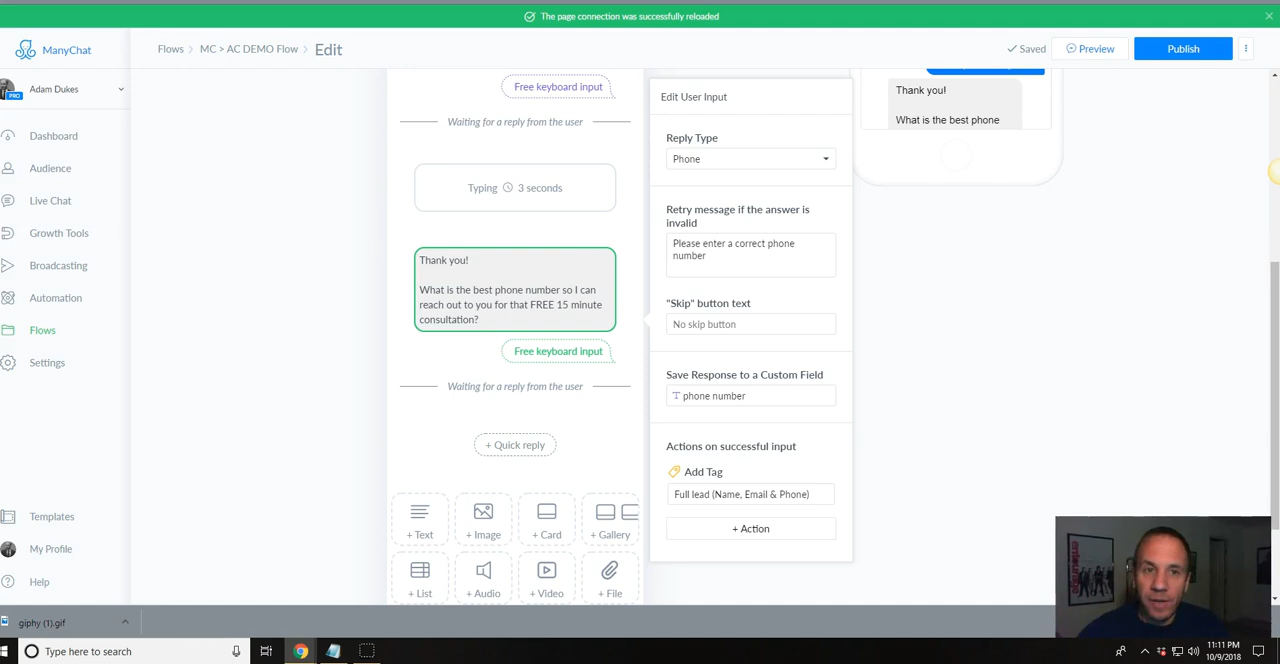 The page connection was successfully reloaded
ManyChat
Flows
MC > AC DEMO Flow
Edit
Saved
Preview
Publish
PRO
Adam Dukes
Dashboard
Audience
Live Chat
Growth Tools
Broadcasting
Automation
Flows
Settings
Templates
My Profile
Help
Free keyboard input
Waiting for a reply from the user
Typing 3 seconds
Thank you!
What is the best phone number so I can
reach out to you for that FREE 15 minute
consultation?
Free keyboard input
Waiting for a reply from the user
+ Quick reply
+ Text
+ Image
+ Card
+ Gallery
+ List
+ Audio
+ Video
+ File
Edit User Input
Reply Type
Phone
Retry message if the answer is
invalid
Please enter a correct phone
number
"Skip" button text
No skip button
Save Response to a Custom Field
T phone number
Actions on successful input
Add Tag
Full lead (Name, Email & Phone)
+ Action
Thank you!
What is the best phone
giphy (1).gif
Type here to search
11:11 PM
10/9/2018